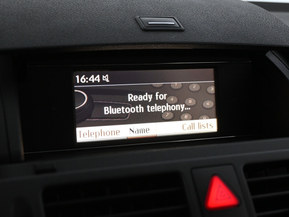 16:44
Ready for
Bluetooth telephony...
Telephone Name Call lists